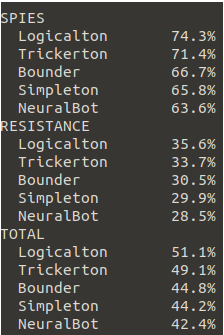 SPIES
Logicalton 74.3%
Trickerton 71.4%
Bounder 66.7%
Simpleton 65.8%
NeuralBot 63.6%
RESISTANCE
Logicalton 35.6%
Trickerton 33.7%
Bounder 30.5%
Simpleton 29.9%
NeuralBot 28.5%
TOTAL
Logicalton 51.1%
Trickerton 49.1%
Bounder 44.8%
Simpleton 44.2%
NeuralBot 42.4%